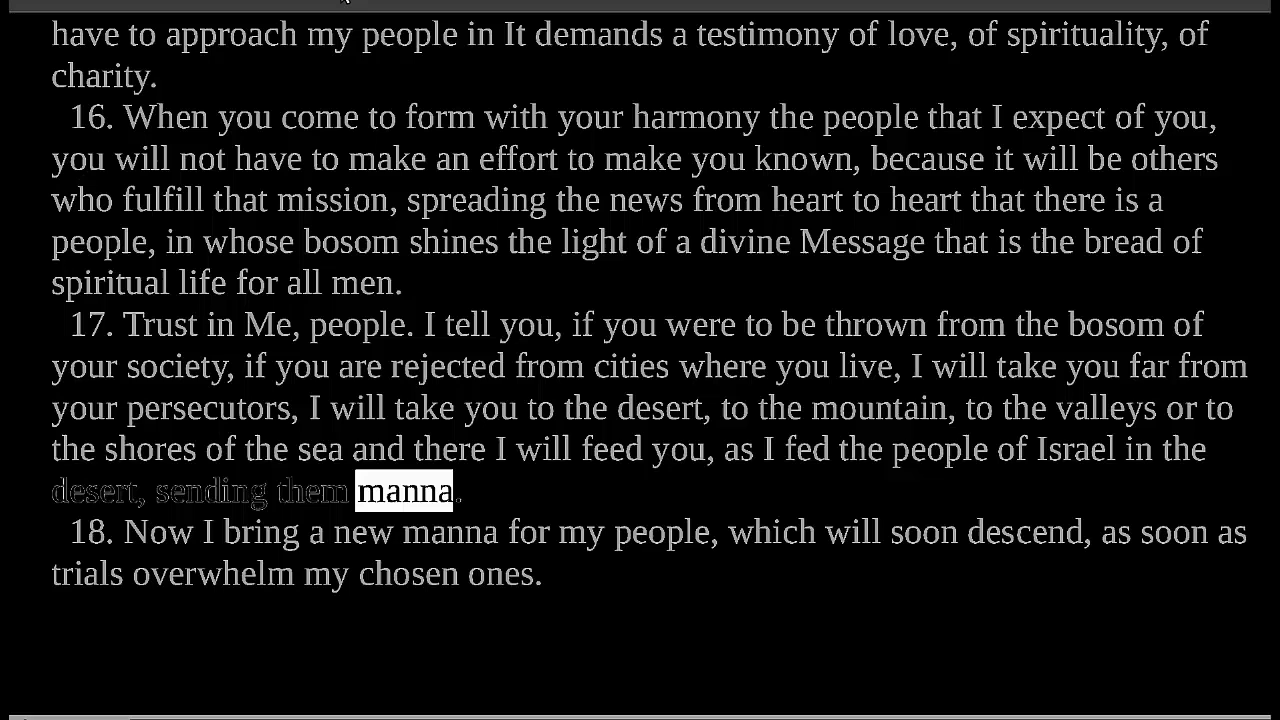 have to approach my people in It demands a testimony of love, of spirituality, of
charity.
16. When you come to form with your harmony the people that I expect of you,
you will not have to make an effort to make you known, because it will be others
who fulfill that mission, spreading the news from heart to heart that there is a
people, in whose bosom shines the light of a divine Message that is the bread of
spiritual life for all men.
17. Trust in Me, people. I tell you, if you were to be thrown from the bosom of
your society, if you are rejected from cities where you live, I will take you far from
your persecutors, I will take you to the desert, to the mountain, to the valleys or to
the shores of the sea and there I will feed you, as I fed the people of Israel in the
desert, sending them manna.
18. Now I bring a new manna for my people, which will soon descend, as soon as
trials overwhelm my chosen ones.